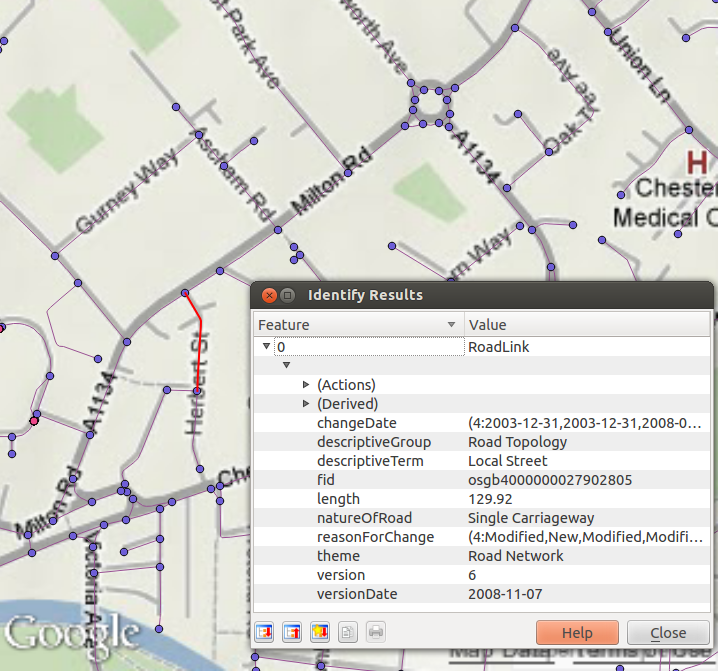 st Park Ave
worth Ave
Union Ln
Oak Tree Ave
A1134
Milton Rd
Ascham Rd
Gurney Way
H
Chester
Medical C
rn Way
Herbert St
A1134
Milton Rd
Che
Victoria Ave
Google
Map Data
Terms of Use
Identify Results
Feature Value
0 RoadLink
(Actions)
(Derived)
changeDate (4:2003-12-31,2003-12-31,2008-0...
descriptiveGroup Road Topology
descriptiveTerm Local Street
fid osgb4000000027902805
length 129.92
natureOfRoad Single Carriageway
reasonForChange (4:Modified,New,Modified,Modifi...
theme Road Network
version 6
versionDate 2008-11-07
Help Close